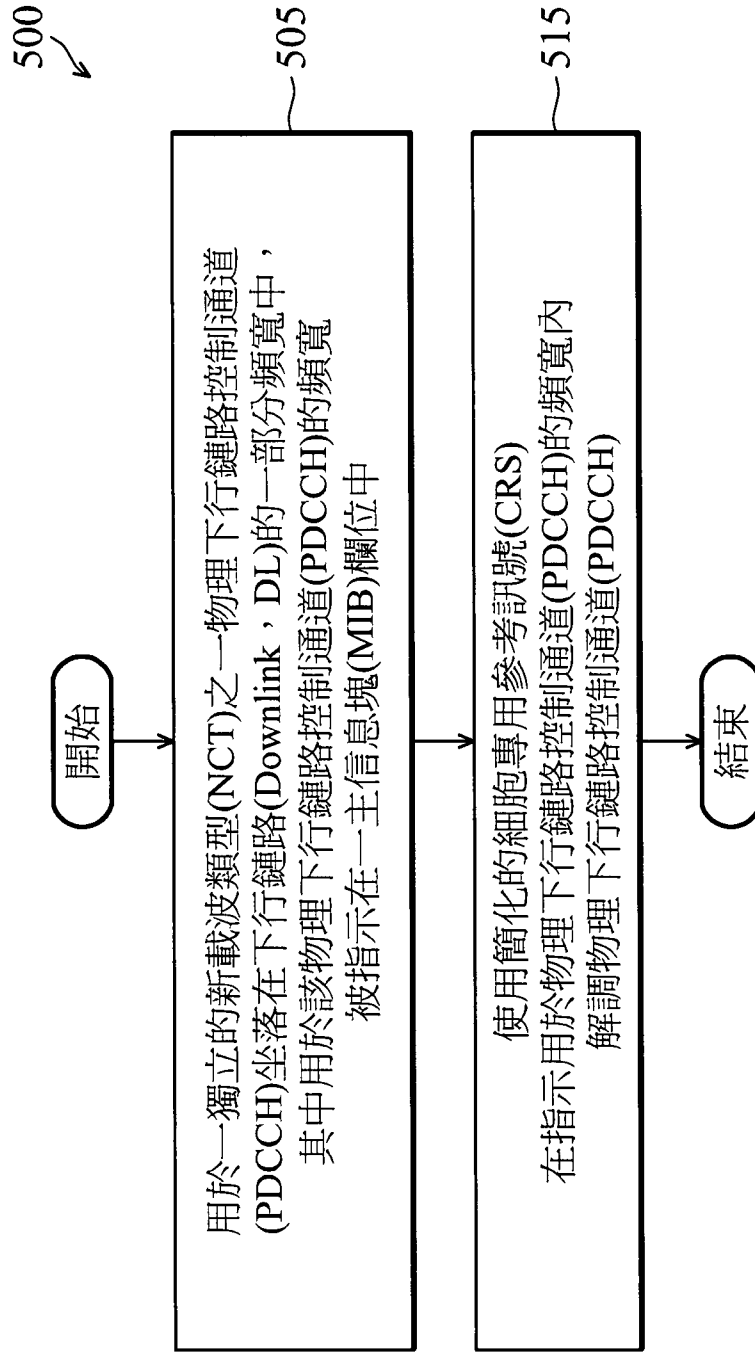 500
開始
用於一獨立的新載波類型(NCT)之一物理下行鏈路控制通道
(PDCCH)坐落在下行鏈路(Downlink，DL)的一部分頻寬中，
其中用於該物理下行鏈路控制通道(PDCCH)的頻寬
被指示在一主信息塊(MIB)欄位中
505
使用簡化的細胞專用參考訊號(CRS)
在指示用於物理下行鏈路控制通道(PDCCH)的頻寬內
解調物理下行鏈路控制通道(PDCCH)
515
結束